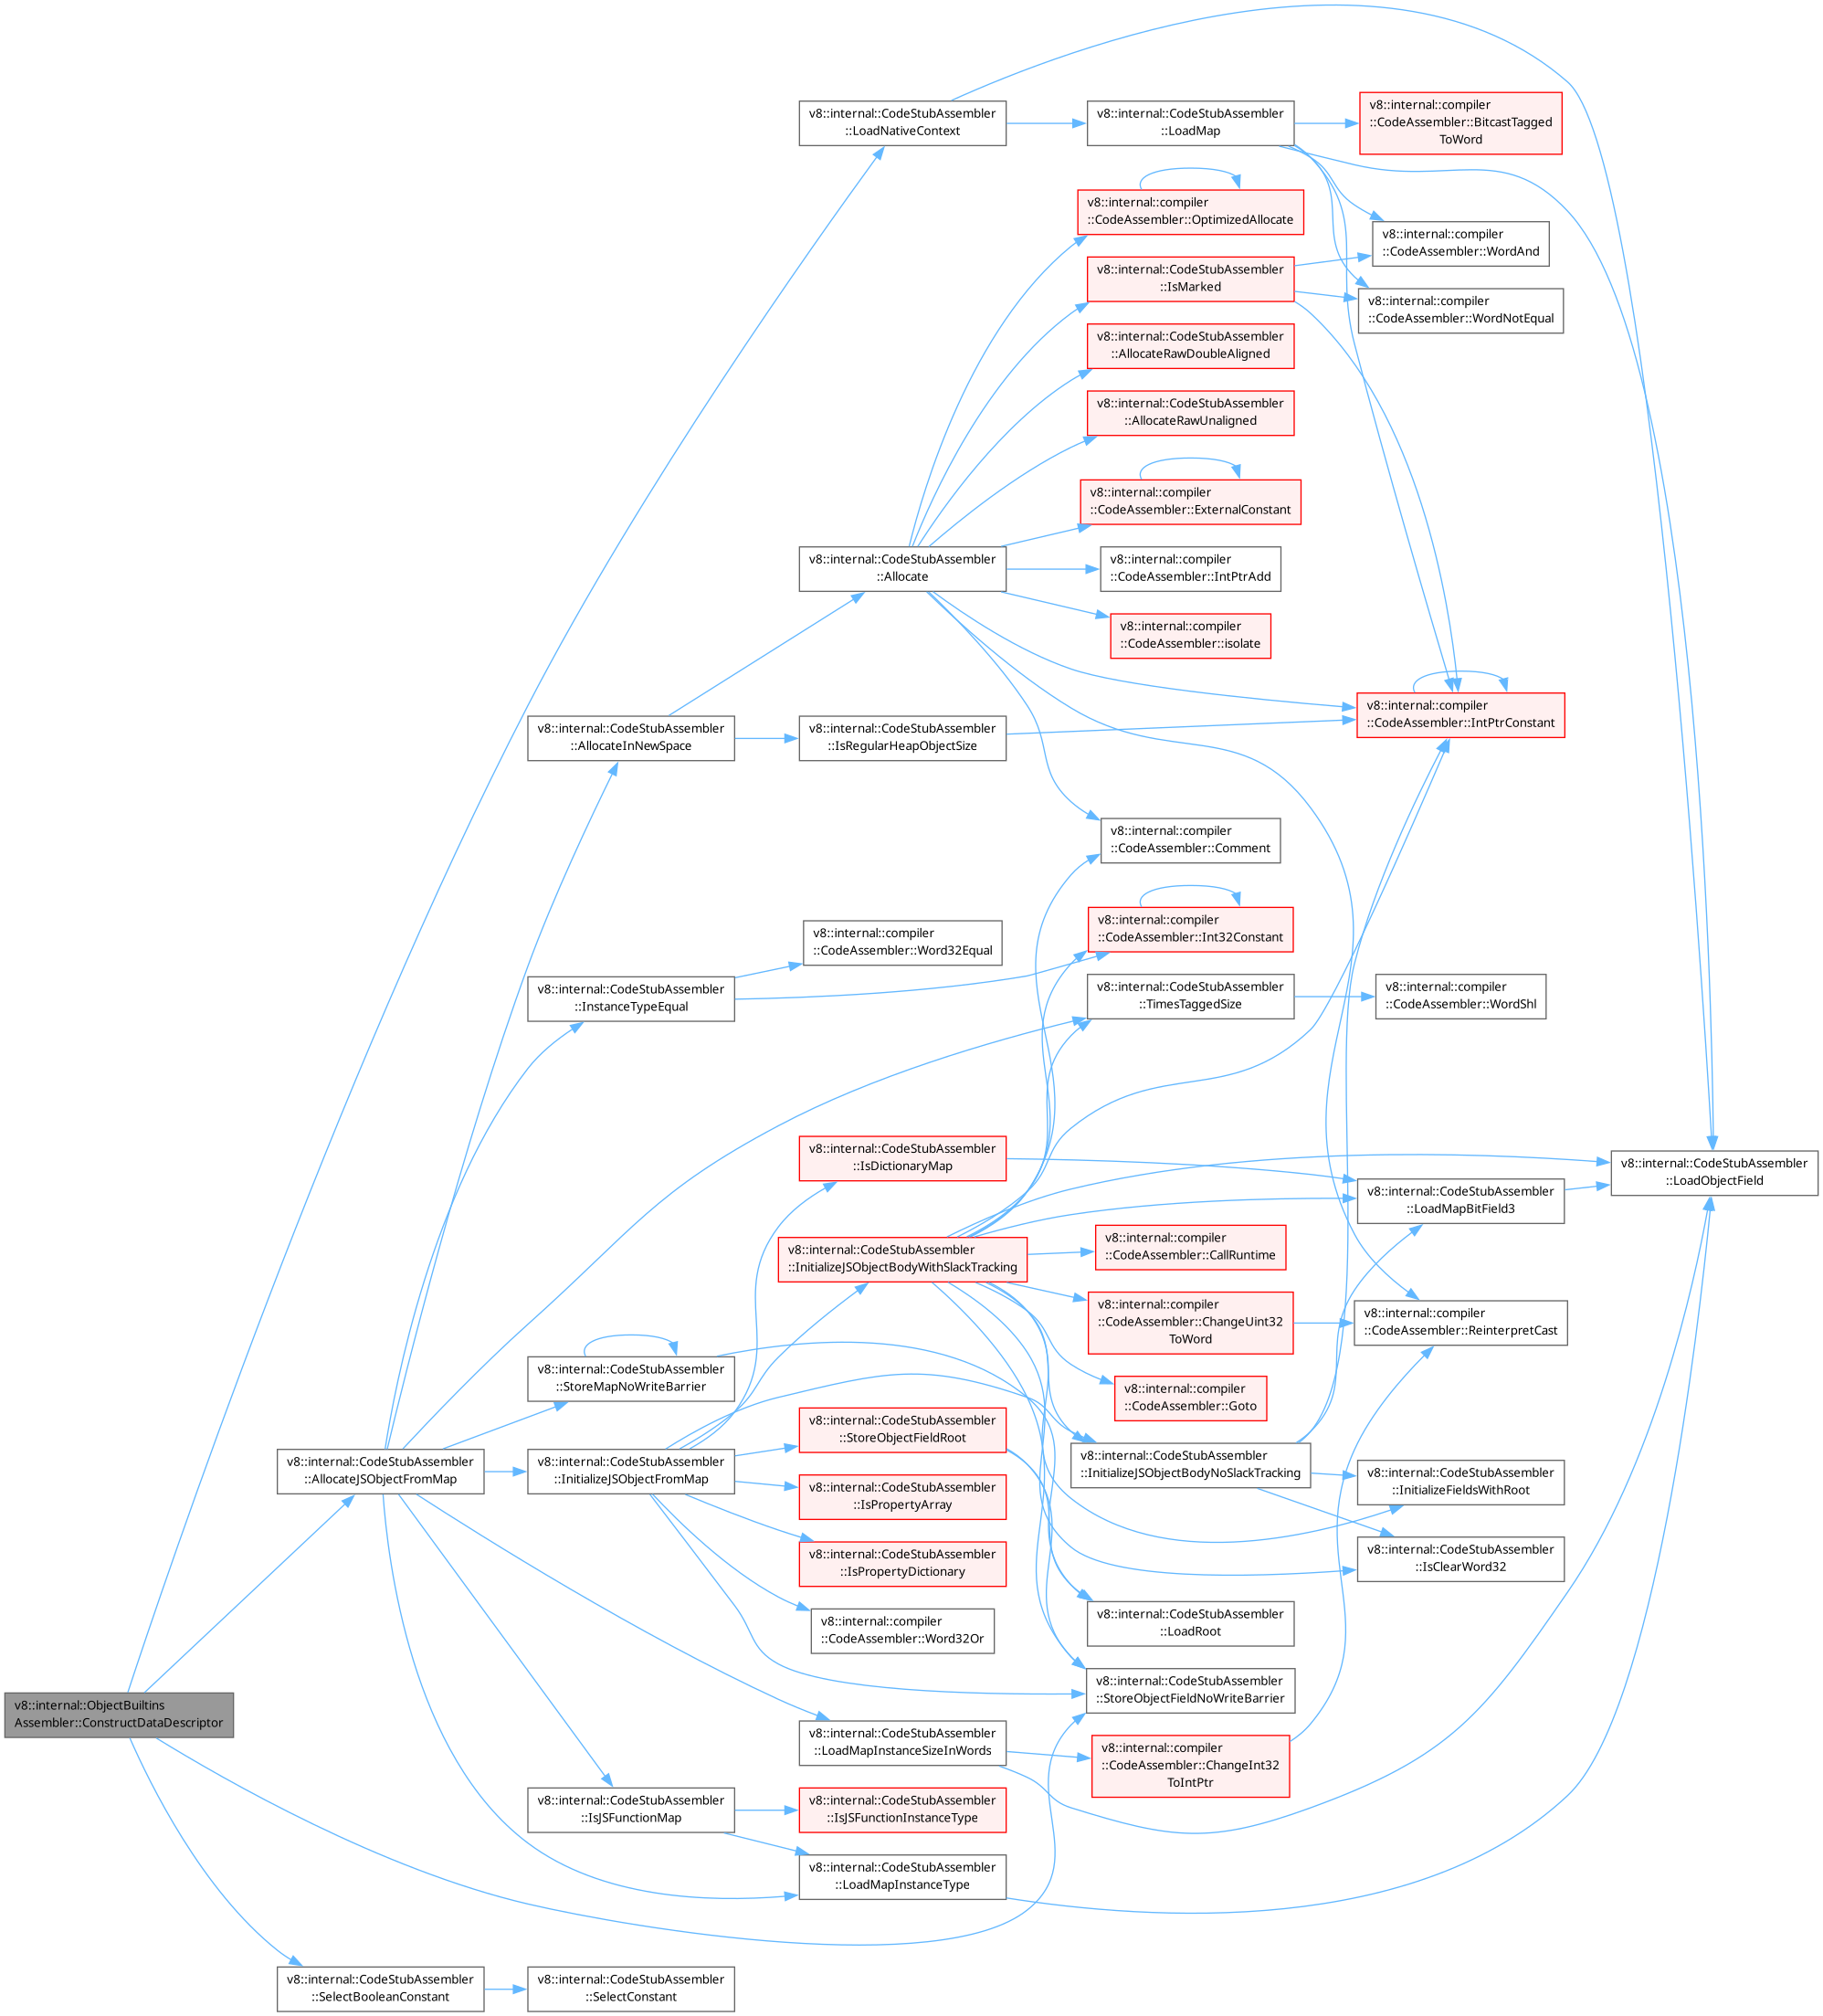 v8::internal::CodeStubAssembler
::LoadNativeContext
v8::internal::CodeStubAssembler
::LoadMap
v8::internal::compiler
::CodeAssembler::BitcastTagged
ToWord
v8::internal::compiler
::CodeAssembler::OptimizedAllocate
v8::internal::compiler
::CodeAssembler::WordAnd
v8::internal::CodeStubAssembler
::IsMarked
v8::internal::compiler
::CodeAssembler::WordNotEqual
v8::internal::CodeStubAssembler
::AllocateRawDoubleAligned
v8::internal::CodeStubAssembler
::AllocateRawUnaligned
v8::internal::compiler
::CodeAssembler::ExternalConstant
v8::internal::CodeStubAssembler
::Allocate
v8::internal::compiler
::CodeAssembler::IntPtrAdd
v8::internal::compiler
::CodeAssembler::isolate
v8::internal::compiler
::CodeAssembler::IntPtrConstant
v8::internal::CodeStubAssembler
::AllocateInNewSpace
v8::internal::CodeStubAssembler
::IsRegularHeapObjectSize
v8::internal::compiler
::CodeAssembler::Comment
v8::internal::compiler
::CodeAssembler::Word32Equal
v8::internal::compiler
::CodeAssembler::Int32Constant
v8::internal::CodeStubAssembler
::InstanceTypeEqual
v8::internal::CodeStubAssembler
::TimesTaggedSize
v8::internal::compiler
::CodeAssembler::WordShl
v8::internal::CodeStubAssembler
::IsDictionaryMap
v8::internal::CodeStubAssembler
::LoadObjectField
v8::internal::CodeStubAssembler
::LoadMapBitField3
v8::internal::CodeStubAssembler
::InitializeJSObjectBodyWithSlackTracking
v8::internal::compiler
::CodeAssembler::CallRuntime
v8::internal::compiler
::CodeAssembler::ChangeUint32
ToWord
v8::internal::compiler
::CodeAssembler::ReinterpretCast
v8::internal::CodeStubAssembler
::StoreMapNoWriteBarrier
v8::internal::compiler
::CodeAssembler::Goto
v8::internal::CodeStubAssembler
::StoreObjectFieldRoot
v8::internal::CodeStubAssembler
::AllocateJSObjectFromMap
v8::internal::CodeStubAssembler
::InitializeJSObjectFromMap
v8::internal::CodeStubAssembler
::InitializeJSObjectBodyNoSlackTracking
v8::internal::CodeStubAssembler
::InitializeFieldsWithRoot
v8::internal::CodeStubAssembler
::IsPropertyArray
v8::internal::CodeStubAssembler
::IsPropertyDictionary
v8::internal::CodeStubAssembler
::IsClearWord32
v8::internal::compiler
::CodeAssembler::Word32Or
v8::internal::CodeStubAssembler
::LoadRoot
v8::internal::ObjectBuiltins
Assembler::ConstructDataDescriptor
v8::internal::CodeStubAssembler
::StoreObjectFieldNoWriteBarrier
v8::internal::CodeStubAssembler
::LoadMapInstanceSizeInWords
v8::internal::compiler
::CodeAssembler::ChangeInt32
ToIntPtr
v8::internal::CodeStubAssembler
::IsJSFunctionMap
v8::internal::CodeStubAssembler
::IsJSFunctionInstanceType
v8::internal::CodeStubAssembler
::LoadMapInstanceType
v8::internal::CodeStubAssembler
::SelectBooleanConstant
v8::internal::CodeStubAssembler
::SelectConstant